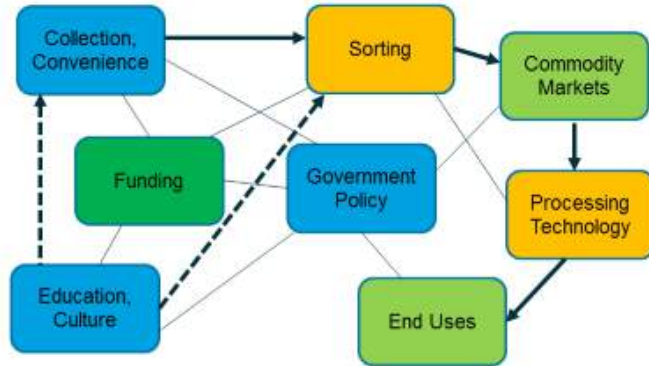 Collection,
Convenience
Sorting
Commodity
Markets
Funding
Government
Policy
Processing
Technology
Education,
Culture
End Uses